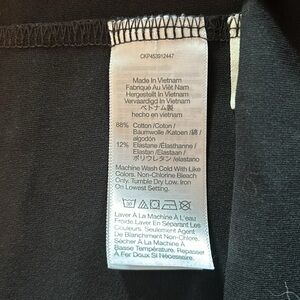 CKP453912447
Made In Vietnam
Fabriqué Au Viêt Nam
Hergestellt In Vietnam
Vervaardigd In Vietnam
ベトナム製
hecho en vietnam
88% Cotton/Coton/
Baumwolle/Katoen/綿/
algodón
12% Elastane/Élasthanne/
Elastan/Elastaan/
ポリウレタン/elastano
Machine Wash Cold With Like
Colors. Non-Chlorine Bleach
Only. Tumble Dry Low. Iron
On Lowest Setting.
Laver À La Machine À L'eau
Froide Laver En Séparant Les
Couleurs. Seulement Agent
De Blanchiment Non-Chlore.
Sécher À La Machine À
Basse Température. Repasser
À Fer Doux Si Nécessaire.